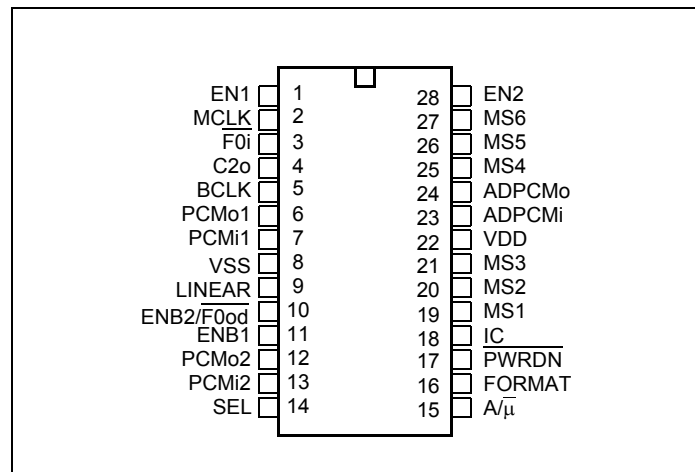 EN1 1 28 EN2
MCLK 2 27 MS6
F0i 3 26 MS5
C2o 4 25 MS4
BCLK 5 24 ADPCMo
PCMo1 6 23 ADPCMi
PCMi1 7 22 VDD
VSS 8 21 MS3
LINEAR 9 20 MS2
ENB2/F0od 10 19 MS1
ENB1 11 18 IC
PCMo2 12 17 PWRDN
PCMi2 13 16 FORMAT
SEL 14 15 A/μ